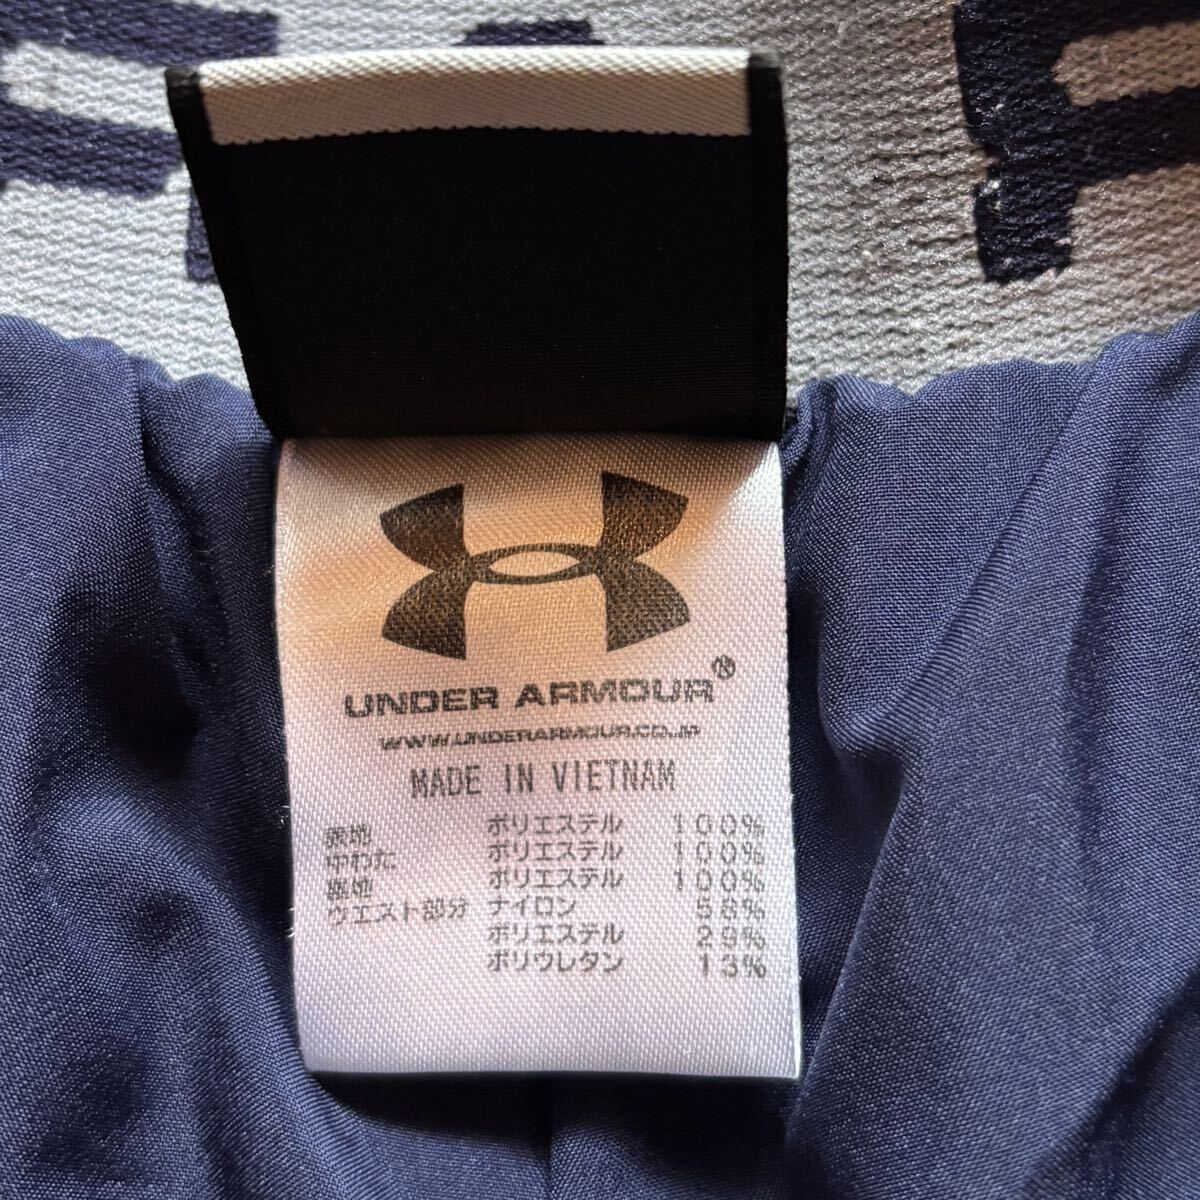 UNDER ARMOUR®
WWW.UNDERARMOUR.CO.JP
MADE IN VIETNAM
表地 ポリエステル 100%
中わた ポリエステル 100%
裏地 ポリエステル 100%
ウエスト部分 ナイロン 58%
ポリエステル 29%
ポリウレタン 13%